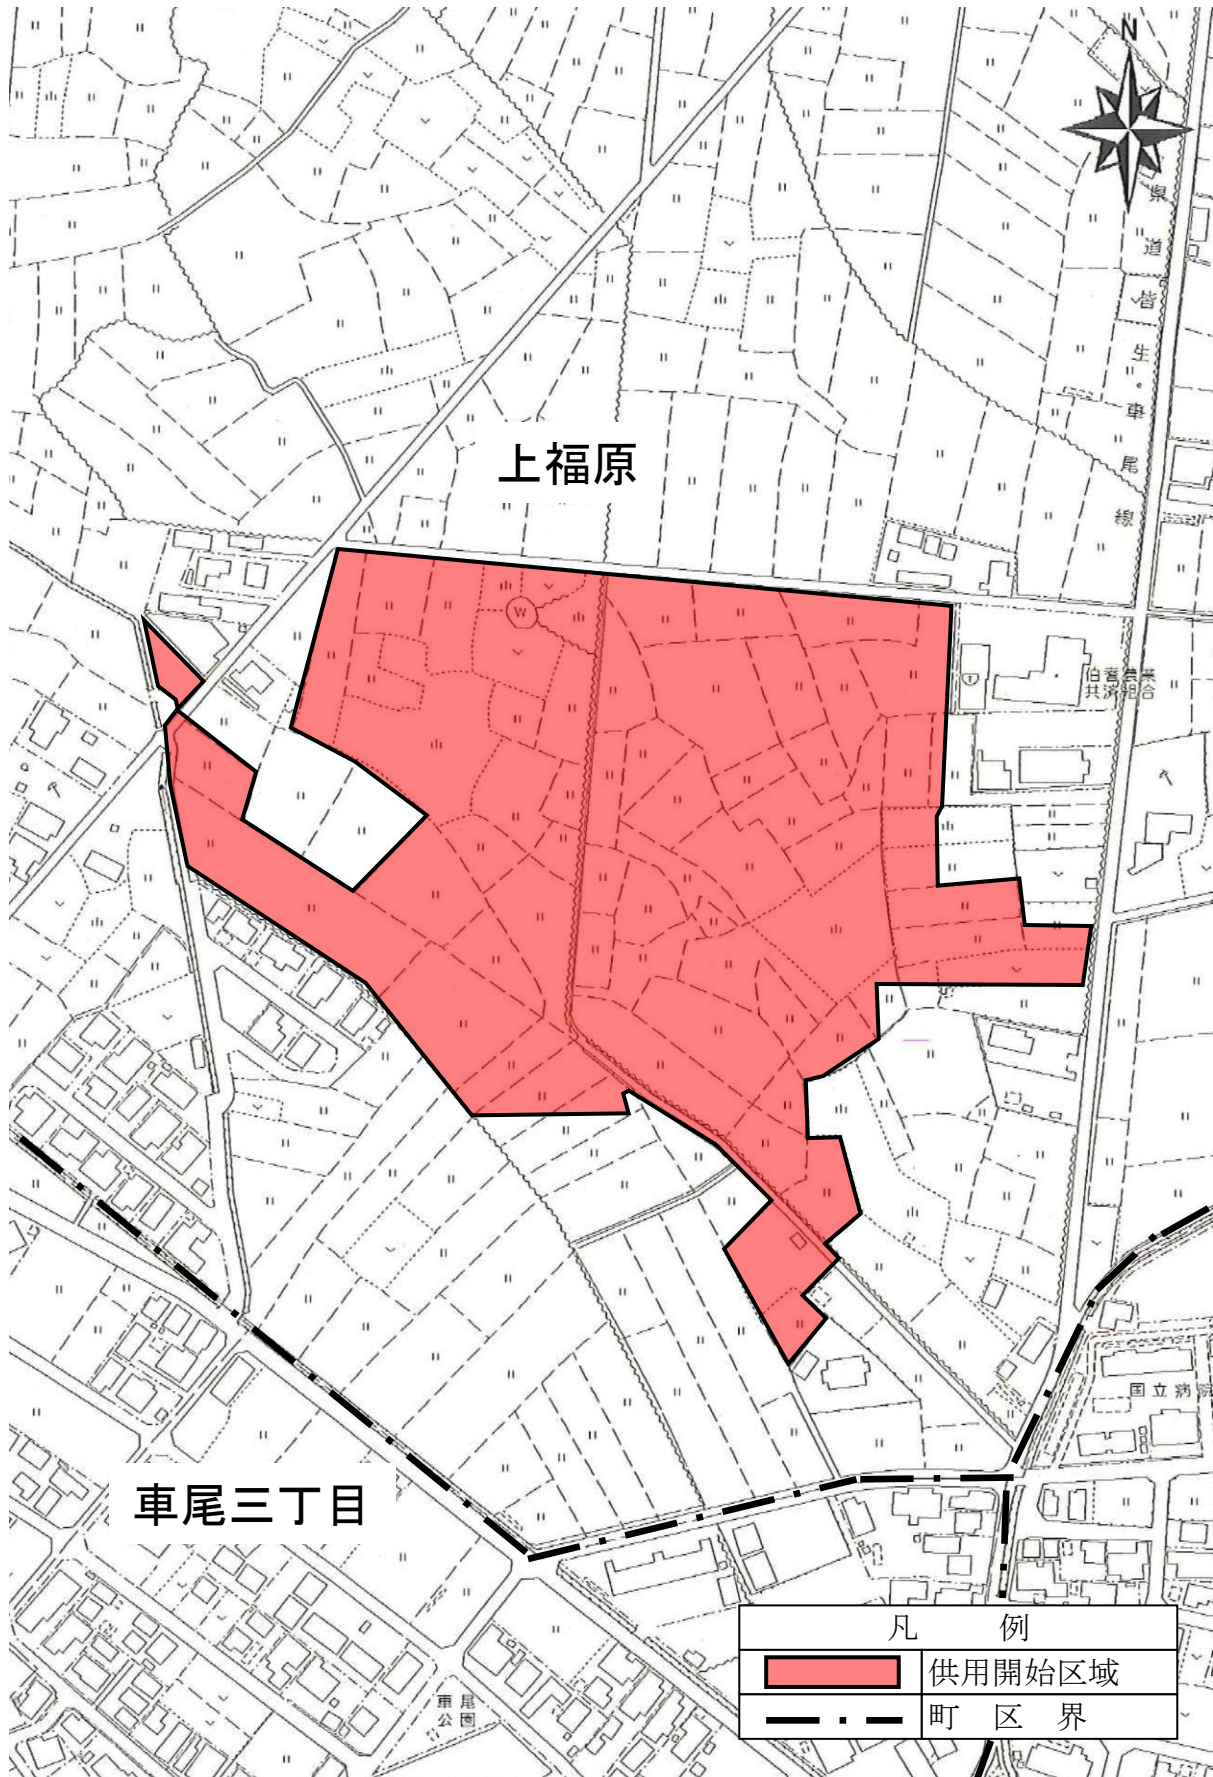 N
県道皆生・車尾線
上福原
W
伯耆農業
共済組合
国立病院
車尾三丁目
車尾
公園
凡 例
供用開始区域
町 区 界